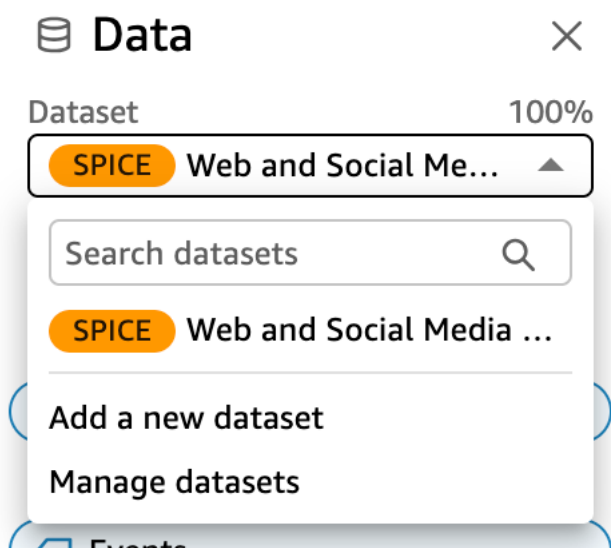 Data
Dataset 100%
SPICE Web and Social Me...
Search datasets
SPICE Web and Social Media ...
Add a new dataset
Manage datasets
Events